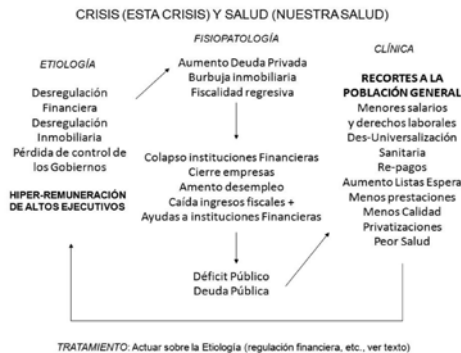 CRISIS (ESTA CRISIS) Y SALUD (NUESTRA SALUD)
ETIOLOGÍA
Desregulación
Financiera
Desregulación
Inmobiliaria
Pérdida de control de
los Gobiernos
HIPER-REMUNERACIÓN
DE ALTOS EJECUTIVOS
FISIOPATOLOGÍA
Aumento Deuda Privada
Burbuja inmobiliaria
Fiscalidad regresiva
Colapso instituciones Financieras
Cierre empresas
Amento desempleo
Caída ingresos fiscales +
Ayudas a instituciones Financieras
Déficit Público
Deuda Pública
CLÍNICA
RECORTES A LA
POBLACIÓN GENERAL
Menores salarios
y derechos laborales
Des-Universalización
Sanitaria
Re-pagos
Aumento Listas Espera
Menos prestaciones
Menos Calidad
Privatizaciones
Peor Salud
TRATAMIENTO: Actuar sobre la Etiología (regulación financiera, etc., ver texto)